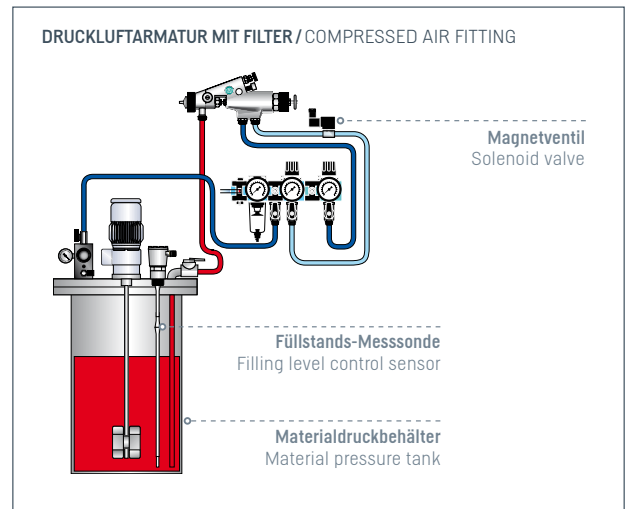 DRUCKLUFTARMATUR MIT FILTER / COMPRESSED AIR FITTING
Magnetventil
Solenoid valve
Füllstands-Messsonde
Filling level control sensor
Materialdruckbehälter
Material pressure tank